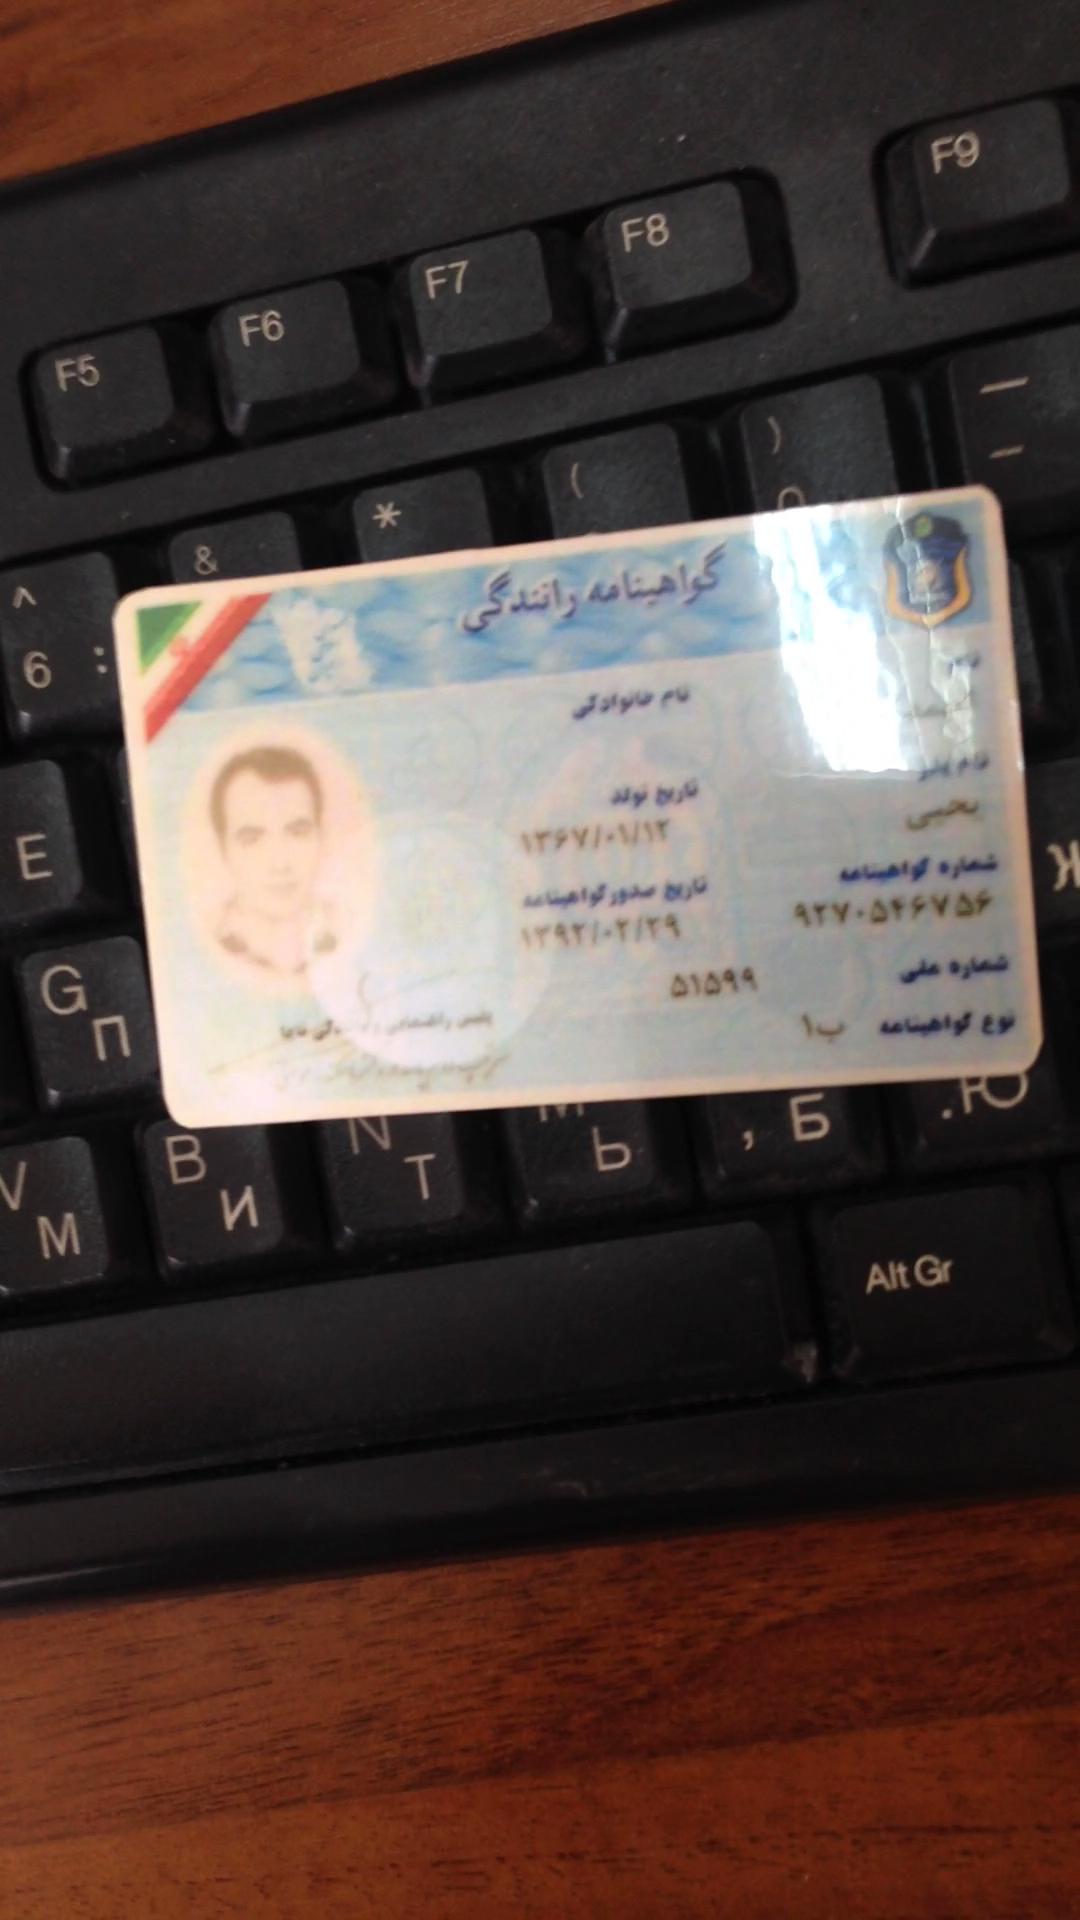 F9
F8
F7
F6
F5
)
(
*
&
^
6 :
گواهینامه رانندگی
نام
نام خانوادگی
نام پدر
یحیی
تاریخ تولد
۱۳۶۷/۰۱/۱۲
شماره گواهینامه
۹۲۷۰۵۴۶۷۵۶
تاریخ صدور گواهینامه
۱۳۹۲/۰۲/۲۹
شماره ملی
۵۱۵۹۹
نوع گواهینامه ب۱
پلیس راهنمایی و رانندگی ناجا
E
Ж
G
П
V
M
B
И
N
T
M
Ь
, Б
. Ю
Alt Gr